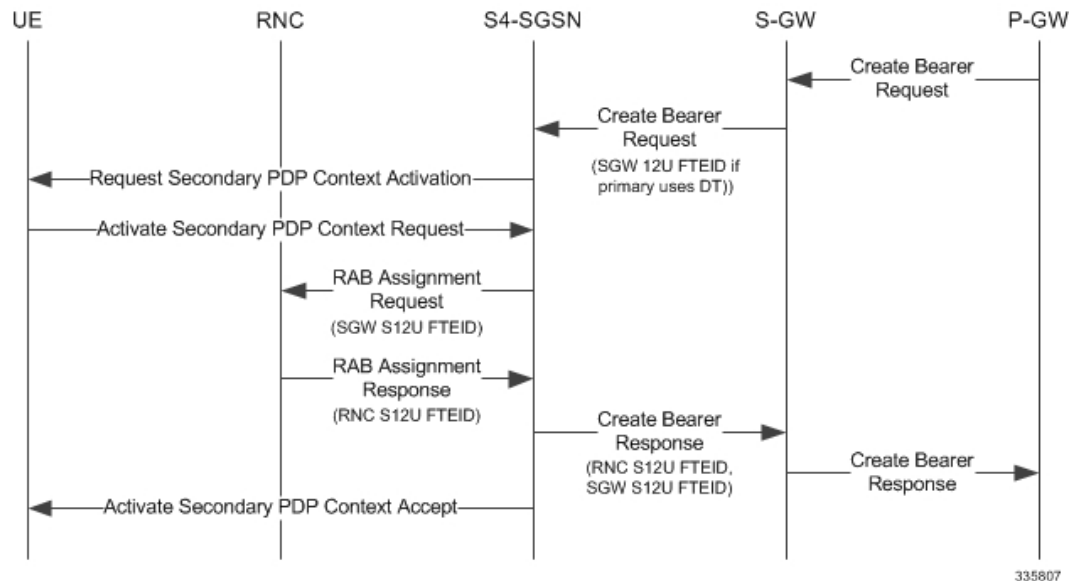 UE RNC S4-SGSN S-GW P-GW
Create Bearer
Request
Create Bearer
Request
(SGW 12U FTEID if
primary uses DT))
Request Secondary PDP Context Activation
Activate Secondary PDP Context Request
RAB Assignment
Request
(SGW S12U FTEID)
RAB Assignment
Response
(RNC S12U FTEID)
Create Bearer
Response
(RNC S12U FTEID,
SGW S12U FTEID)
Create Bearer
Response
Activate Secondary PDP Context Accept
335807